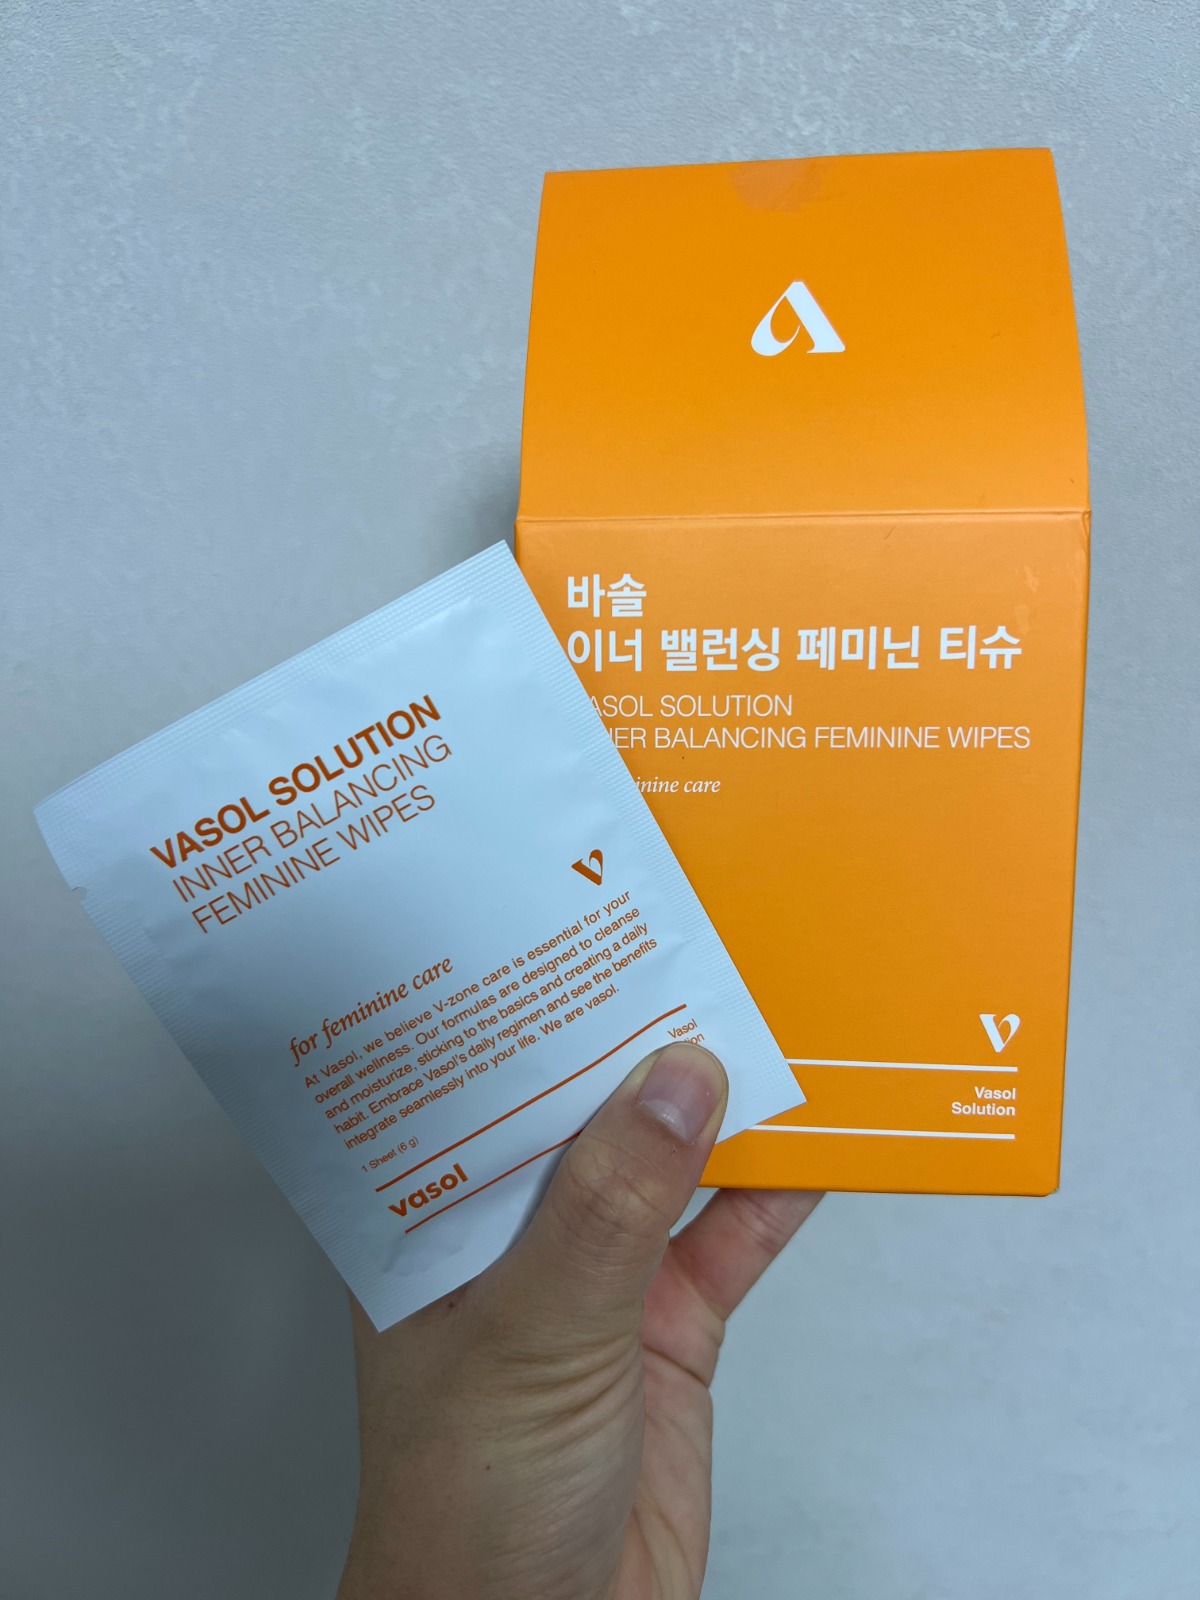 바솔
이너 밸런싱 페미닌 티슈
SOLUTION
BALANCING FEMININE WIPES
care
Vasol
Solution
VASOL SOLUTION
INNER BALANCING
FEMININE WIPES
for feminine care
At Vasol, we believe V-zone care is essential for your
overall wellness. Our formulas are designed to cleanse
and moisturize, sticking to the basics and creating a daily
habit. Embrace Vasol's daily regimen and see the benefits
integrate seamlessly into your life. We are vasol.
1 Sheet (6 g)
Vasol
vasol